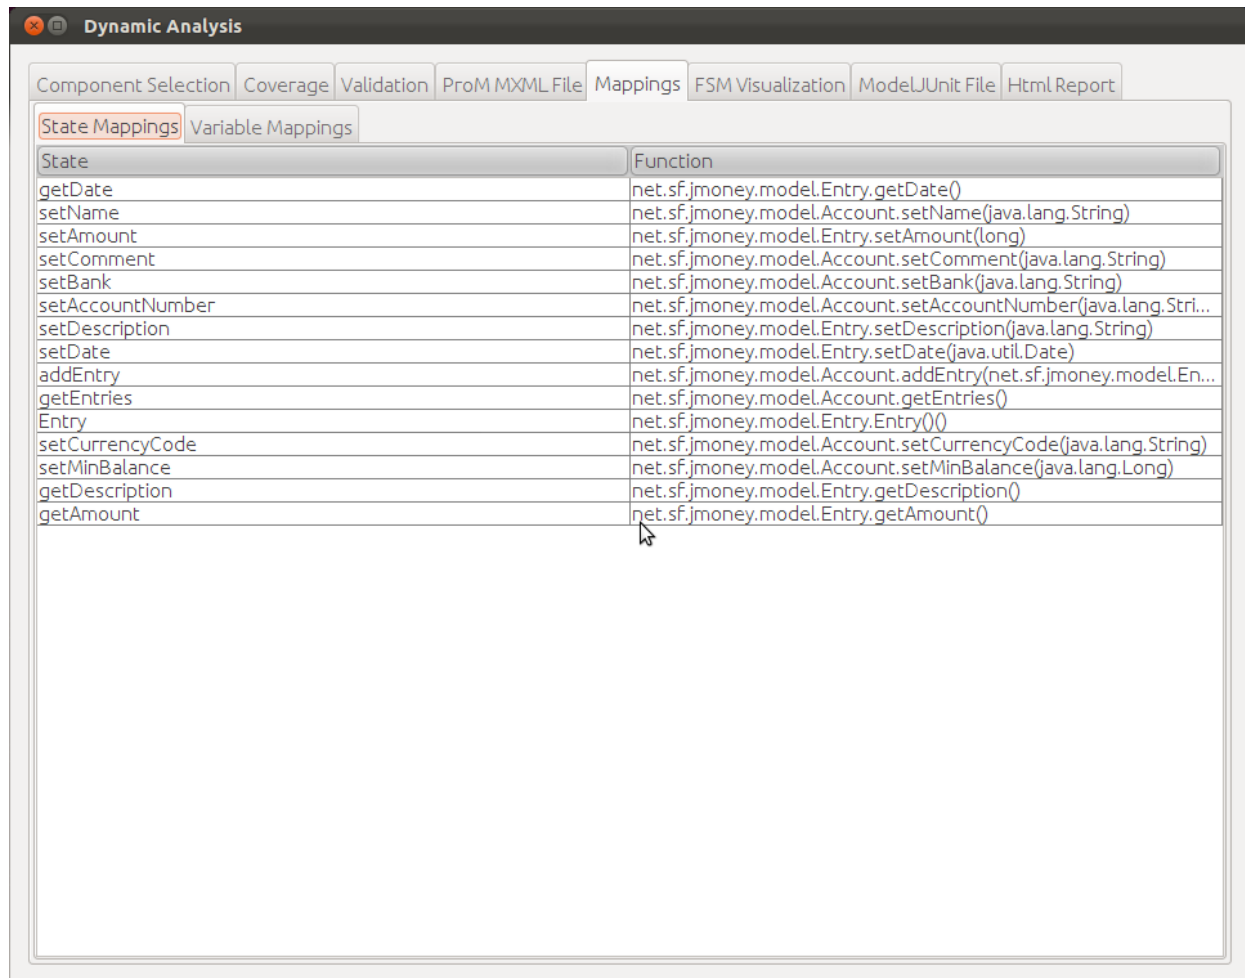 Dynamic Analysis
Component Selection Coverage Validation ProM MXML File Mappings FSM Visualization ModelJUnit File Html Report
State Mappings Variable Mappings
State Function
getDate net.sf.jmoney.model.Entry.getDate()
setName net.sf.jmoney.model.Account.setName(java.lang.String)
setAmount net.sf.jmoney.model.Entry.setAmount(long)
setComment net.sf.jmoney.model.Account.setComment(java.lang.String)
setBank net.sf.jmoney.model.Account.setBank(java.lang.String)
setAccountNumber net.sf.jmoney.model.Account.setAccountNumber(java.lang.Stri...
setDescription net.sf.jmoney.model.Entry.setDescription(java.lang.String)
setDate net.sf.jmoney.model.Entry.setDate(java.util.Date)
addEntry net.sf.jmoney.model.Account.addEntry(net.sf.jmoney.model.En...
getEntries net.sf.jmoney.model.Account.getEntries()
Entry net.sf.jmoney.model.Entry.Entry()()
setCurrencyCode net.sf.jmoney.model.Account.setCurrencyCode(java.lang.String)
setMinBalance net.sf.jmoney.model.Account.setMinBalance(java.lang.Long)
getDescription net.sf.jmoney.model.Entry.getDescription()
getAmount net.sf.jmoney.model.Entry.getAmount()